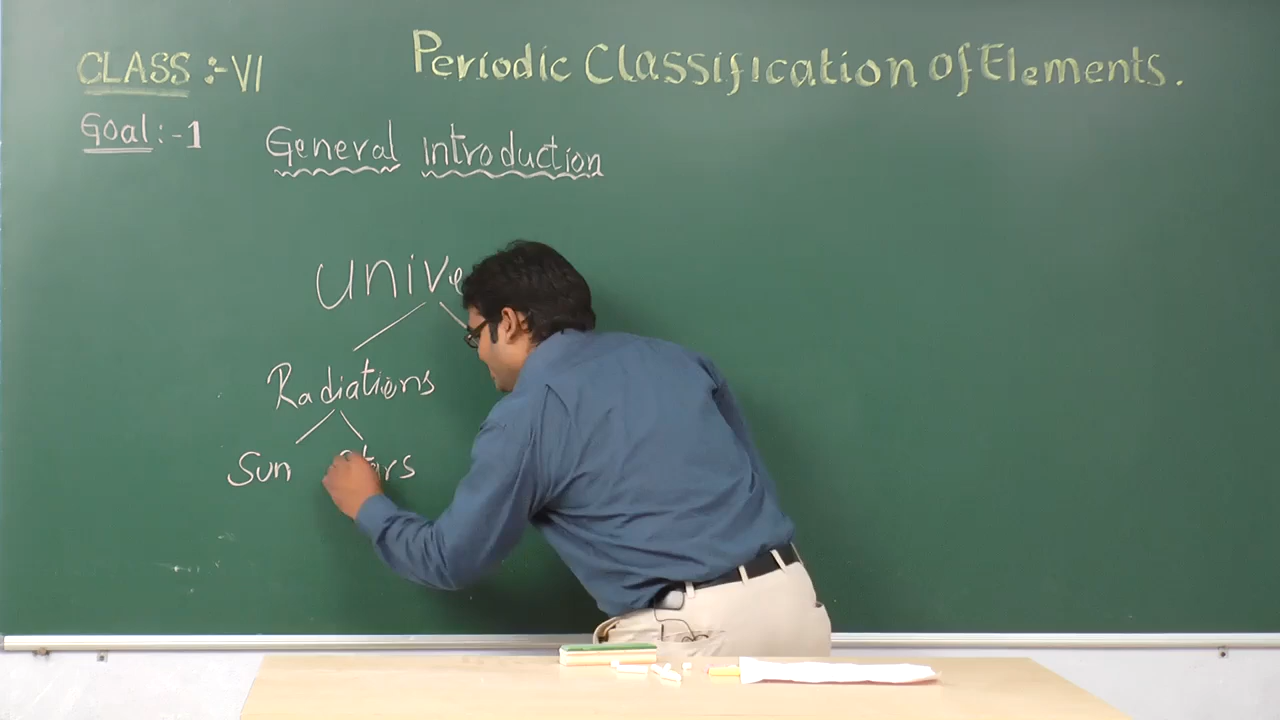 CLASS :- VI
Periodic Classification of Elements.
Goal :- 1
General introduction
Radiations
Sun